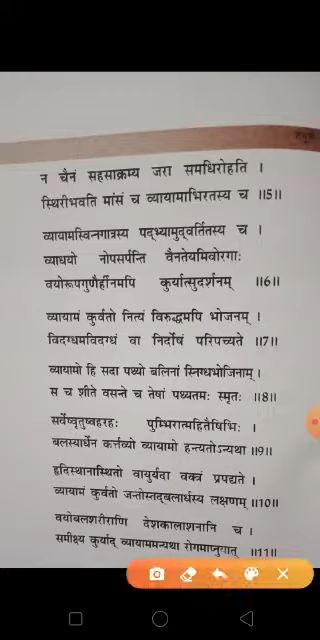 न चैनं सहसाक्रम्य जरा समधिरोहति ।
स्थिरीभवति मांसं च व्यायामाभिरतस्य च ॥5॥
व्यायामस्विन्नगात्रस्य पद्भ्यामुद्वर्तितस्य च ।
व्याधयो नोपसर्पन्ति वैनतेयमिवोरगाः
वयोरूपगुणैर्हीनमपि कुर्यात्सुदर्शनम् ॥6॥
व्यायामं कुर्वतो नित्यं विरुद्धमपि भोजनम् ।
विदग्धमविदग्धं वा निर्दोषं परिपच्यते ॥7॥
व्यायामो हि सदा पथ्यो बलिनां स्निग्धभोजिनाम् ।
स च शीते वसन्ते च तेषां पथ्यतमः स्मृतः ॥8॥
सर्वेष्वृतुष्वहरहः पुम्भिरात्महितैषिभिः ।
बलस्यार्धेन कर्त्तव्यो व्यायामो हन्त्यतोऽन्यथा ॥9॥
हृदिस्थानास्थितो वायुर्यदा वक्त्रं प्रपद्यते ।
व्यायामं कुर्वतो जन्तोस्तद्बलार्धस्य लक्षणम् ॥10॥
वयोबलशरीराणि देशकालाशनानि च ।
समीक्ष्य कुर्याद् व्यायाममन्यथा रोगमाप्नुयात् ॥11॥